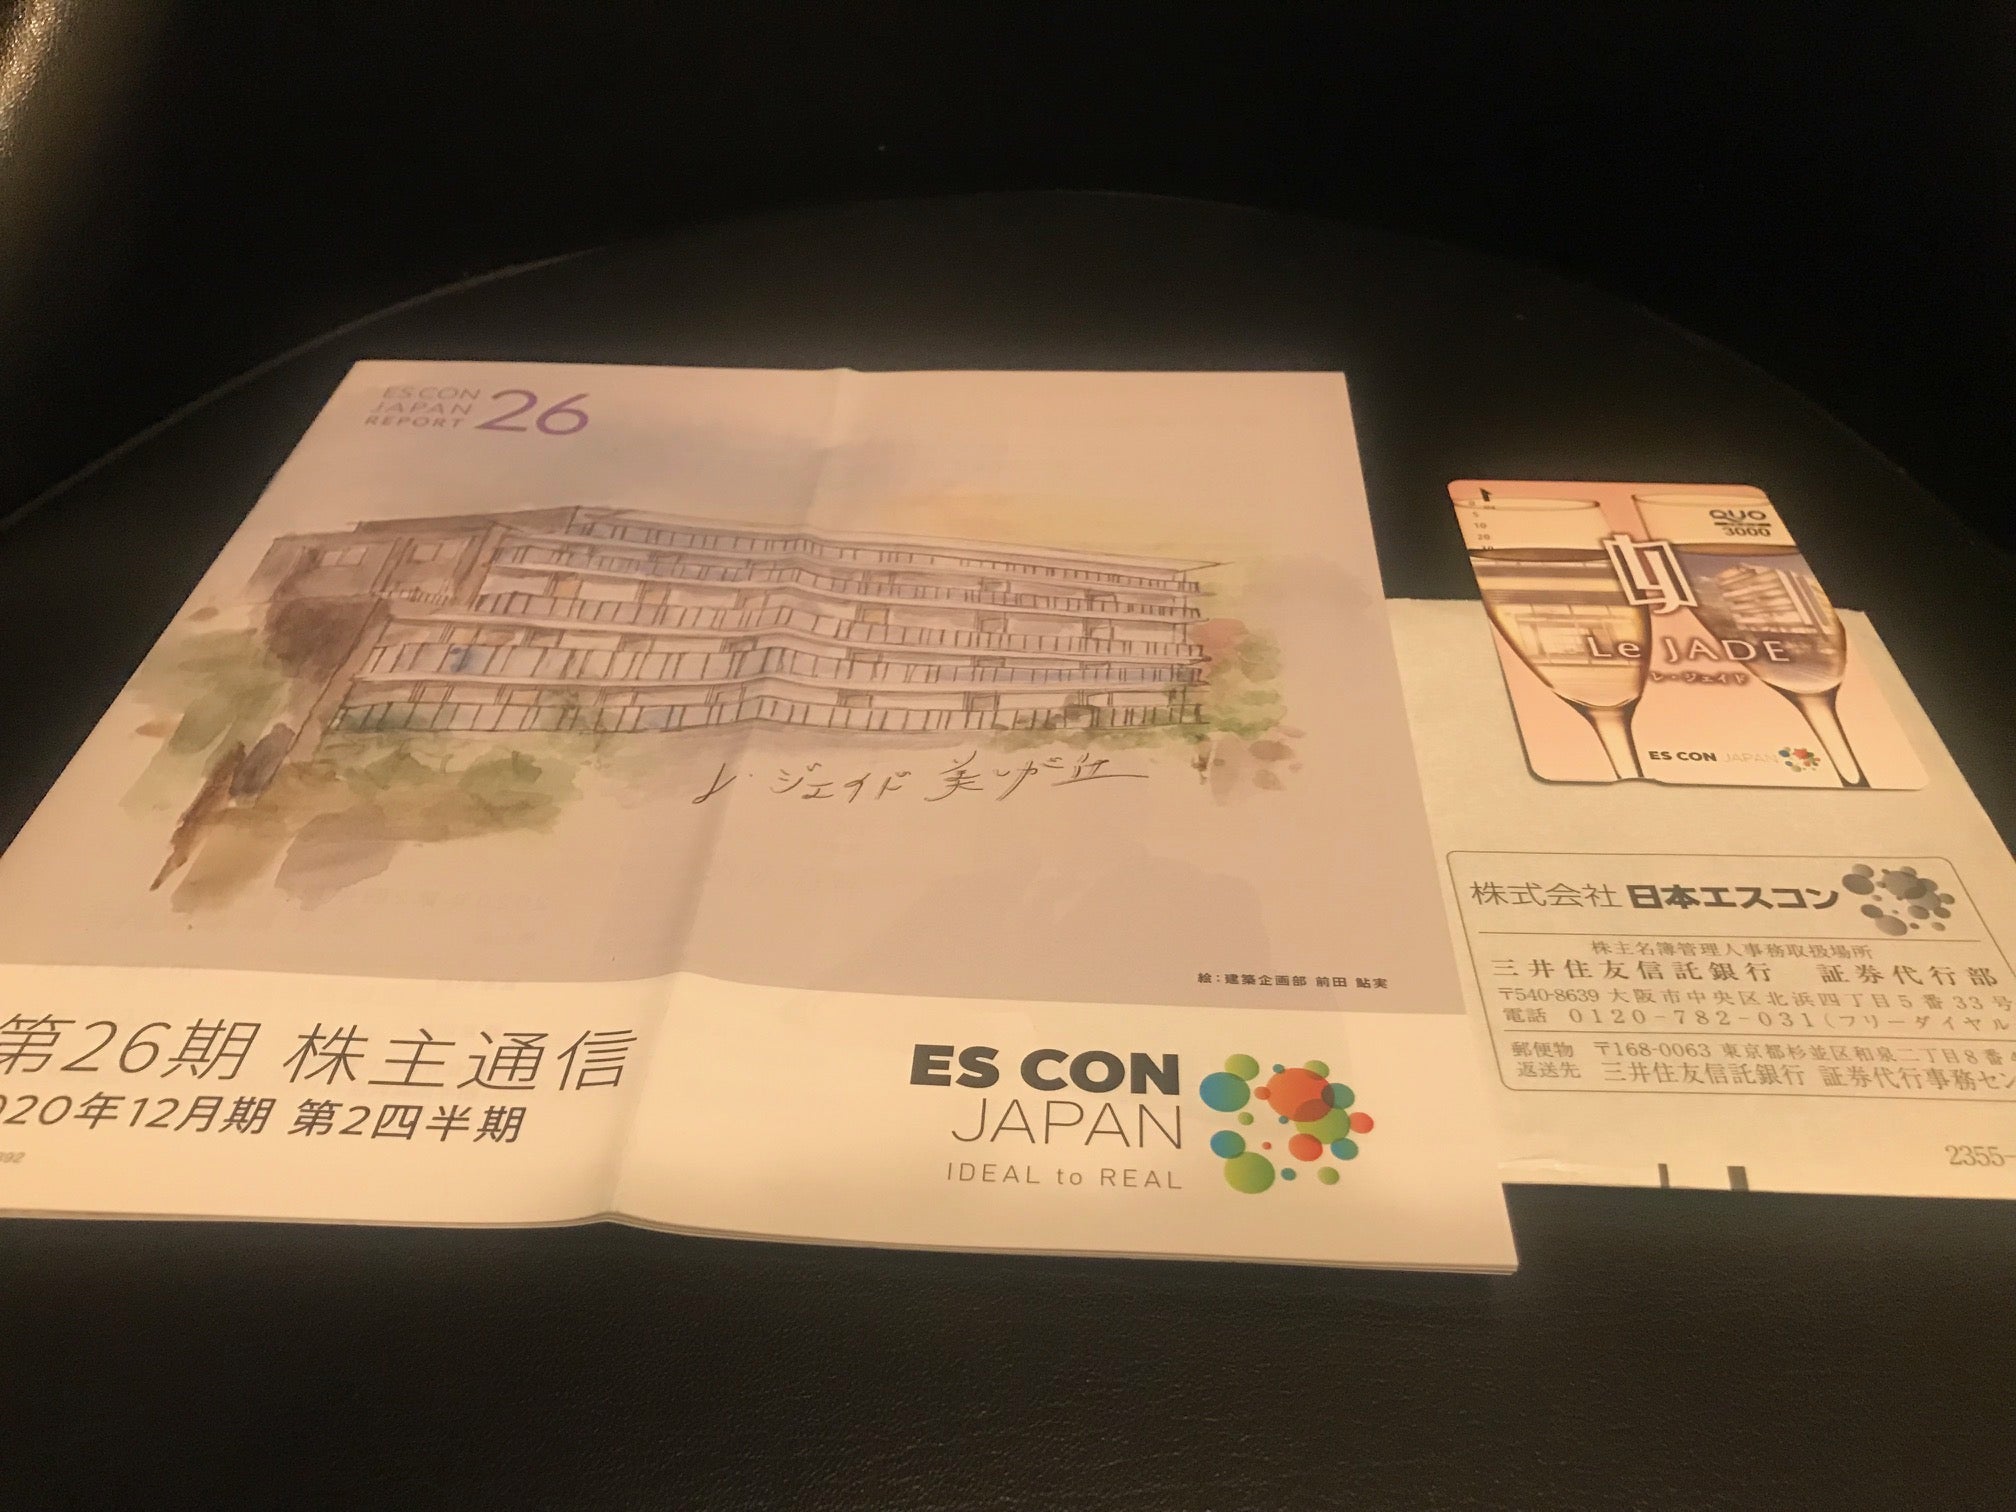 ES CON
JAPAN
REPORT 26
レ・ジェイド 美しが丘
絵：建築企画部 前田 鮎実
第26期 株主通信
020年12月期 第2四半期
892
ES CON
JAPAN
IDEAL to REAL
QUO
3000
0
5
10
20
Le JADE
レ・ジェイド
ES CON JAPAN
株式会社 日本エスコン
株主名簿管理人事務取扱場所
三井住友信託銀行 証券代行部
〒540-8639 大阪市中央区北浜四丁目5番33号
電話 0120-782-031(フリーダイヤル
郵便物 〒168-0063 東京都杉並区和泉二丁目8番4
返送先 三井住友信託銀行 証券代行事務セン
2355-